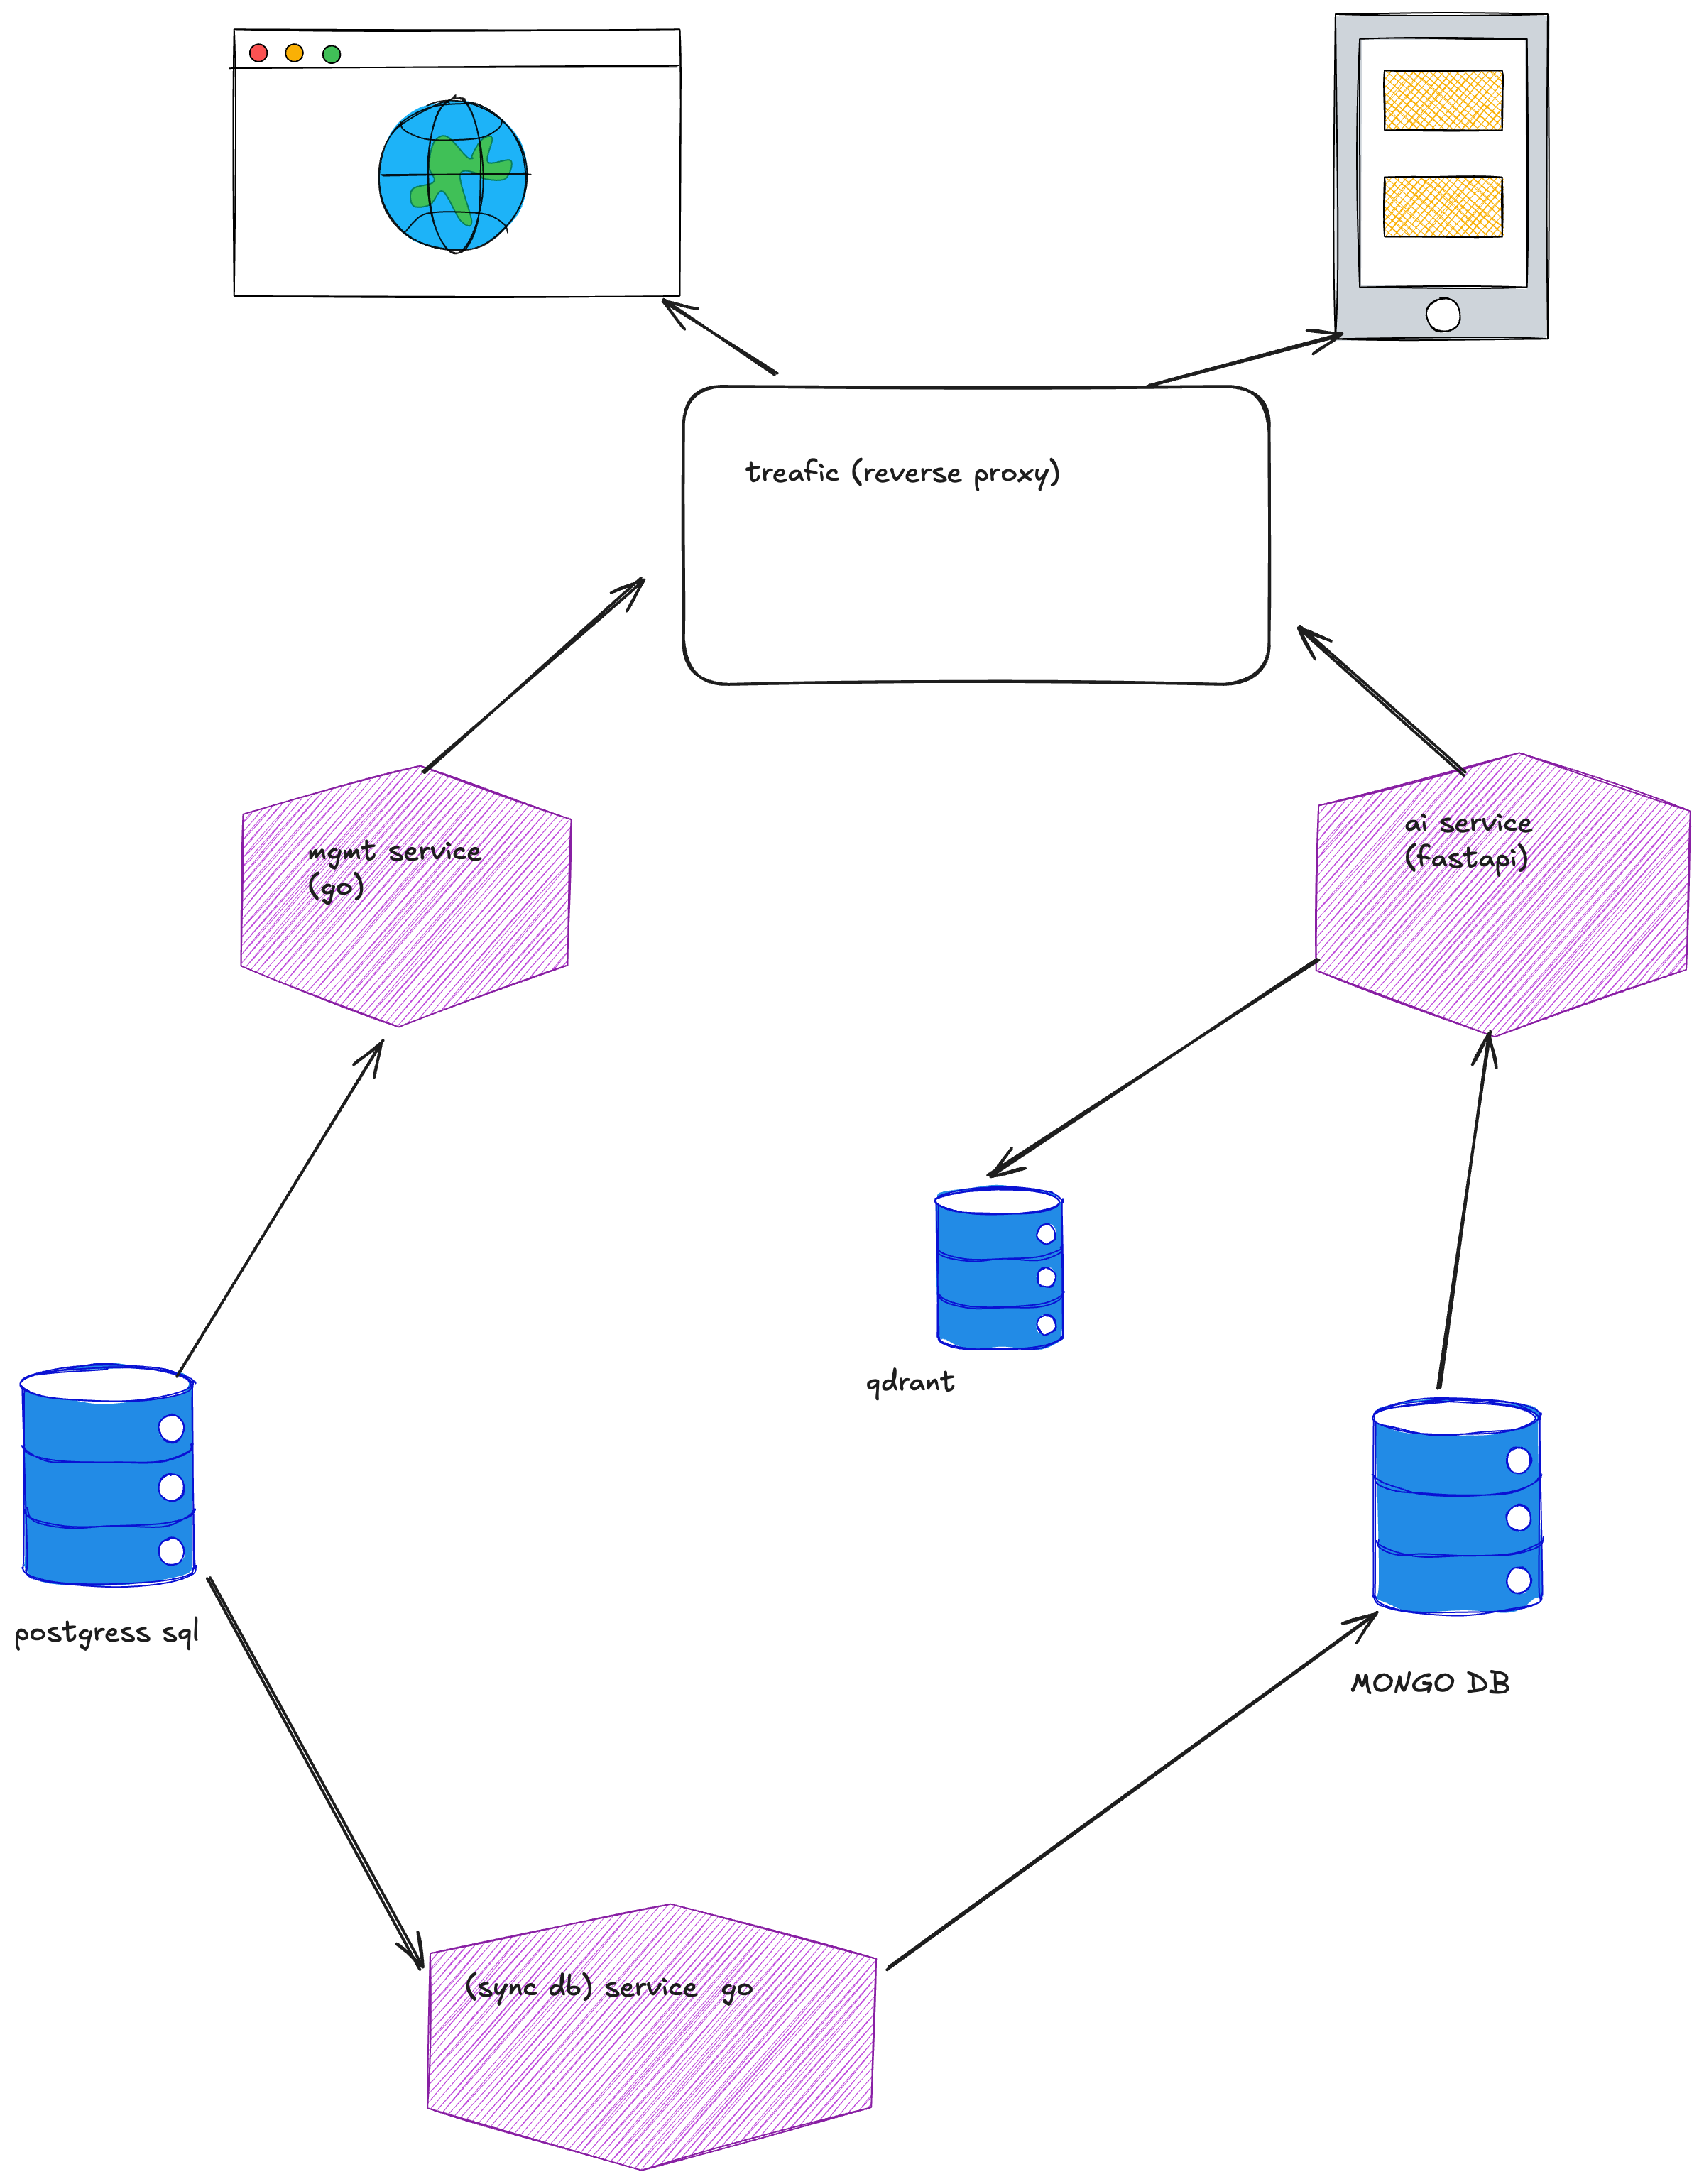 treafic (reverse proxy)
mgmt service
(go)
ai service
(fastapi)
qdrant
postgress sql
MONGO DB
(sync db) service go